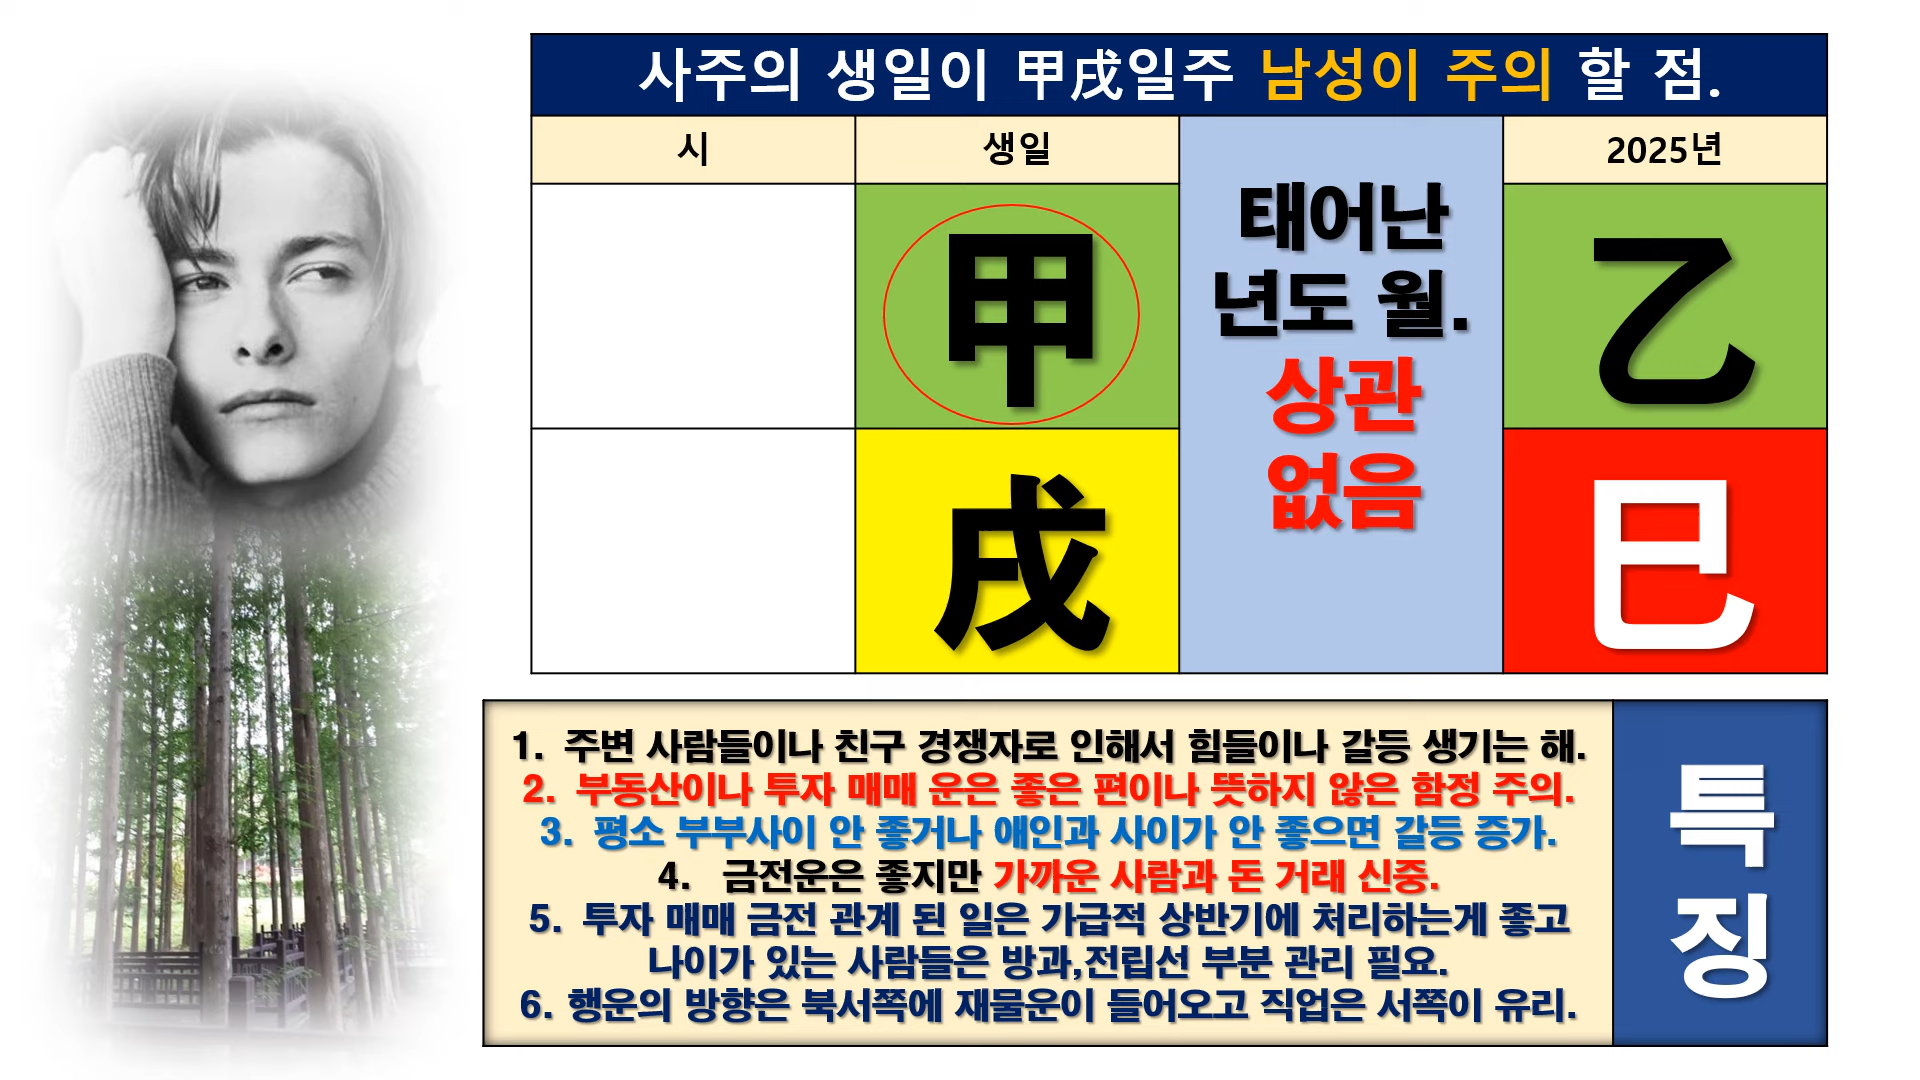 사주의 생일이 甲戌일주 남성이 주의 할 점.
시
생일
2025년
甲
태어난
년도 월.
상관
없음
乙
戌
巳
1. 주변 사람들이나 친구 경쟁자로 인해서 힘들이나 갈등 생기는 해.
2. 부동산이나 투자 매매 운은 좋은 편이나 뜻하지 않은 함정 주의.
3. 평소 부부사이 안 좋거나 애인과 사이가 안 좋으면 갈등 증가.
4. 금전운은 좋지만 가까운 사람과 돈 거래 신중.
5. 투자 매매 금전 관계 된 일은 가급적 상반기에 처리하는게 좋고
나이가 있는 사람들은 방과,전립선 부분 관리 필요.
6. 행운의 방향은 북서쪽에 재물운이 들어오고 직업은 서쪽이 유리.
특
징